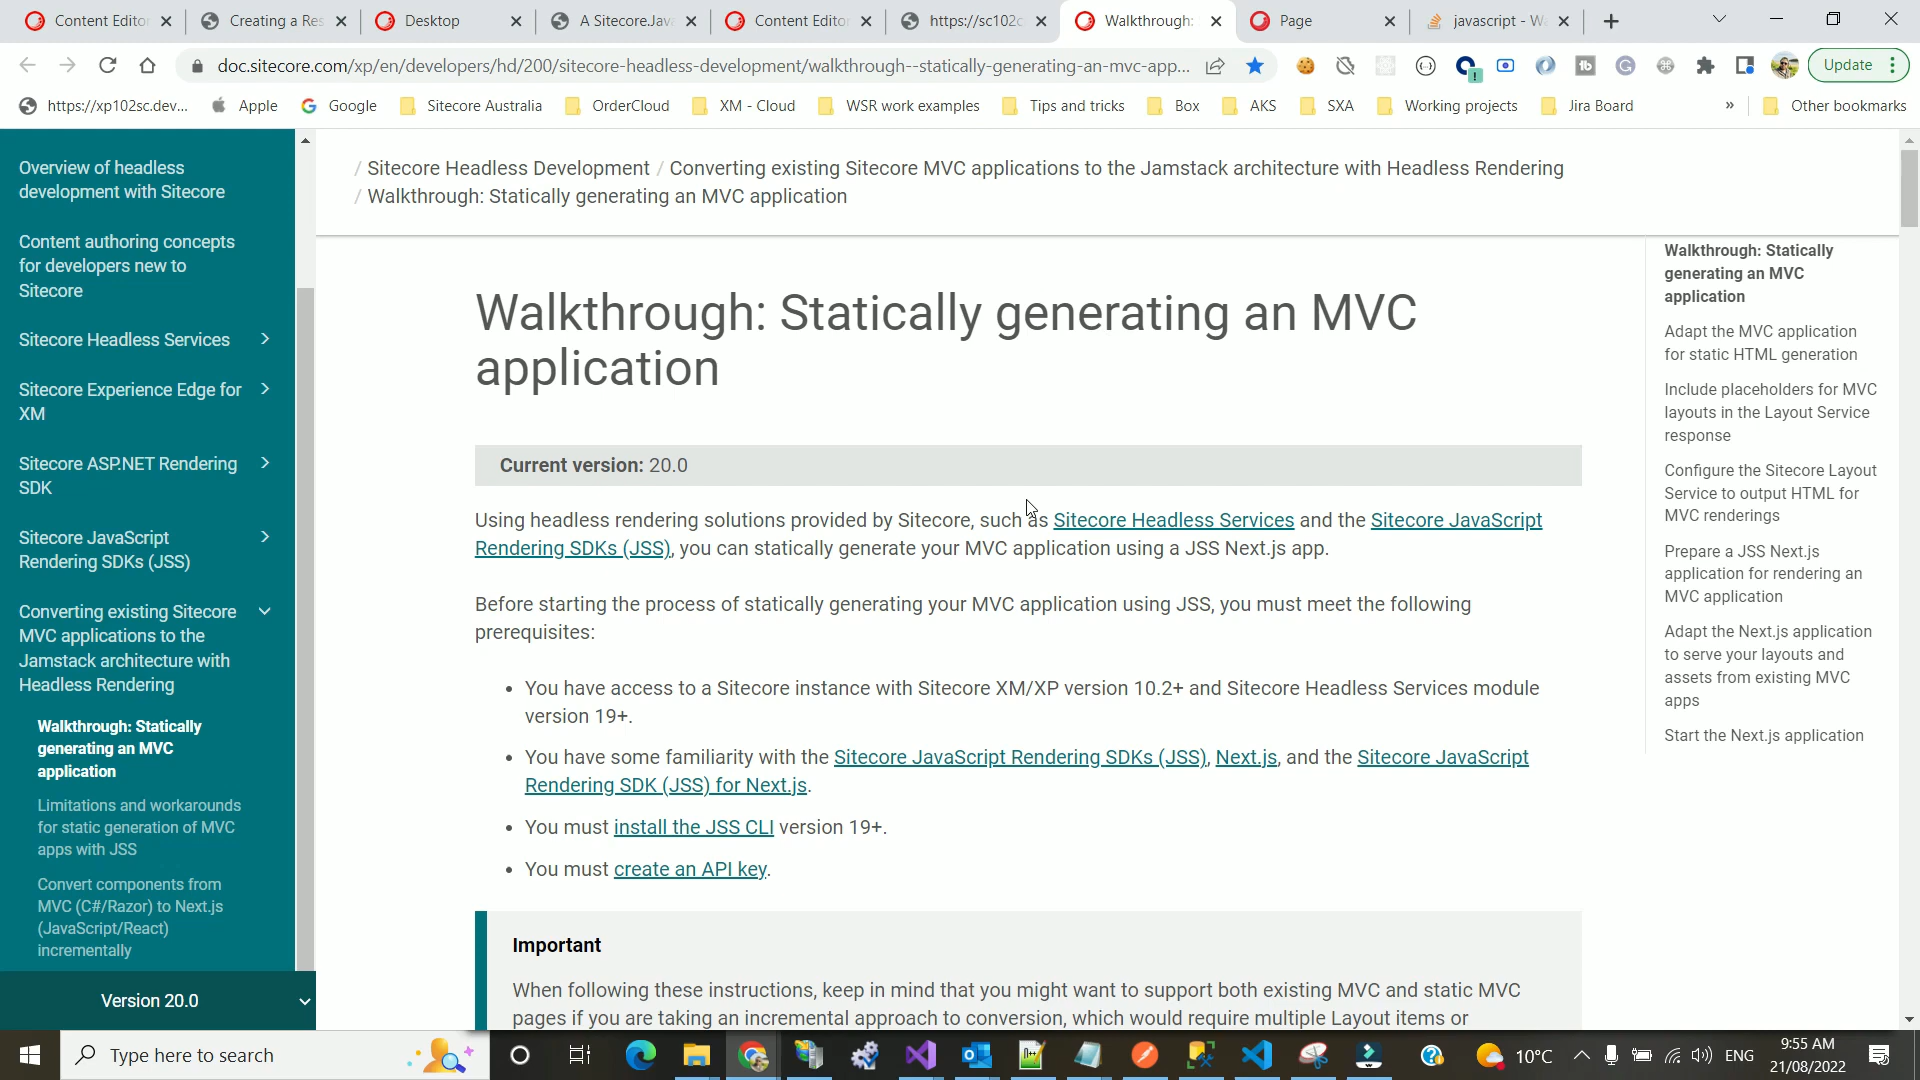 Content Editor
Creating a Res
Desktop
A Sitecore.Java
Content Editor
https://sc102c
Walkthrough:
Page
javascript - W
doc.sitecore.com/xp/en/developers/hd/200/sitecore-headless-development/walkthrough--statically-generating-an-mvc-app...
Update
https://xp102sc.dev...
Apple
Google
Sitecore Australia
OrderCloud
XM - Cloud
WSR work examples
Tips and tricks
Box
AKS
SXA
Working projects
Jira Board
»
Other bookmarks
Overview of headless
development with Sitecore
Content authoring concepts
for developers new to
Sitecore
Sitecore Headless Services
Sitecore Experience Edge for
XM
Sitecore ASP.NET Rendering
SDK
Sitecore JavaScript
Rendering SDKs (JSS)
Converting existing Sitecore
MVC applications to the
Jamstack architecture with
Headless Rendering
Walkthrough: Statically
generating an MVC
application
Limitations and workarounds
for static generation of MVC
apps with JSS
Convert components from
MVC (C#/Razor) to Next.js
(JavaScript/React)
incrementally
Version 20.0
/ Sitecore Headless Development / Converting existing Sitecore MVC applications to the Jamstack architecture with Headless Rendering
/ Walkthrough: Statically generating an MVC application
Walkthrough: Statically generating an MVC
application
Current version: 20.0
Using headless rendering solutions provided by Sitecore, such as Sitecore Headless Services and the Sitecore JavaScript
Rendering SDKs (JSS), you can statically generate your MVC application using a JSS Next.js app.
Before starting the process of statically generating your MVC application using JSS, you must meet the following
prerequisites:
• You have access to a Sitecore instance with Sitecore XM/XP version 10.2+ and Sitecore Headless Services module
version 19+.
• You have some familiarity with the Sitecore JavaScript Rendering SDKs (JSS), Next.js, and the Sitecore JavaScript
Rendering SDK (JSS) for Next.js.
• You must install the JSS CLI version 19+.
• You must create an API key.
Important
When following these instructions, keep in mind that you might want to support both existing MVC and static MVC
pages if you are taking an incremental approach to conversion, which would require multiple Layout items or
Walkthrough: Statically
generating an MVC
application
Adapt the MVC application
for static HTML generation
Include placeholders for MVC
layouts in the Layout Service
response
Configure the Sitecore Layout
Service to output HTML for
MVC renderings
Prepare a JSS Next.js
application for rendering an
MVC application
Adapt the Next.js application
to serve your layouts and
assets from existing MVC
apps
Start the Next.js application
Type here to search
10°C
ENG
9:55 AM
21/08/2022